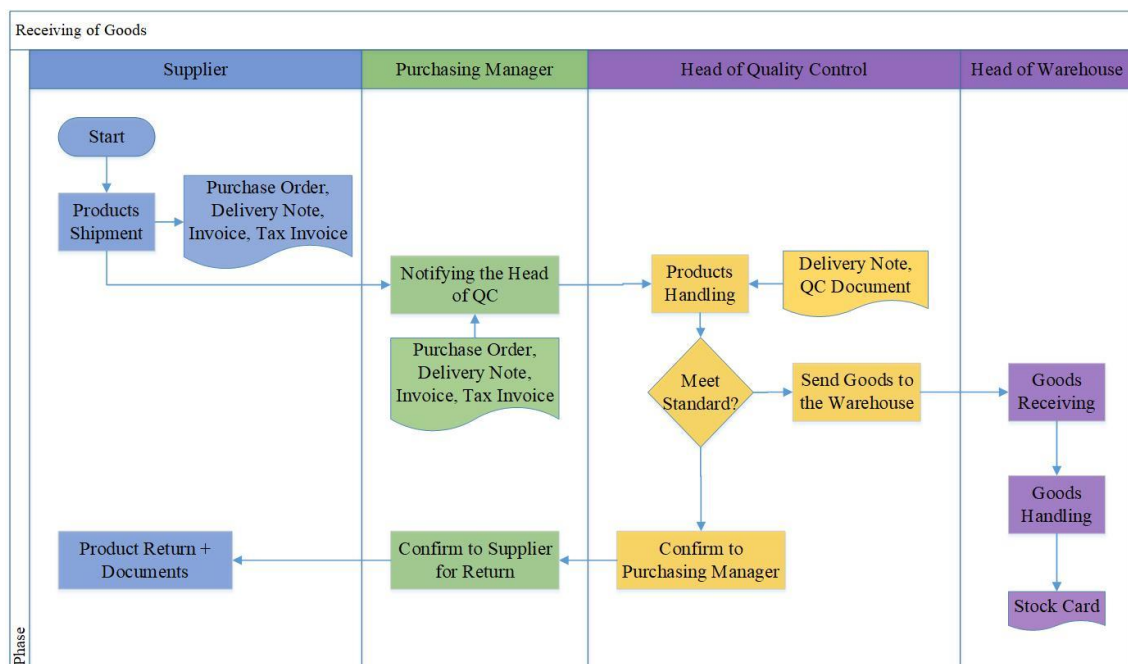 Receiving of Goods
Supplier
Purchasing Manager
Head of Quality Control
Head of Warehouse
Start
Products
Shipment
Purchase Order,
Delivery Note,
Invoice, Tax Invoice
Notifying the Head
of QC
Purchase Order,
Delivery Note,
Invoice, Tax Invoice
Products
Handling
Delivery Note,
QC Document
Meet
Standard?
Send Goods to
the Warehouse
Goods
Receiving
Goods
Handling
Stock Card
Confirm to
Purchasing Manager
Confirm to Supplier
for Return
Product Return +
Documents
Phase